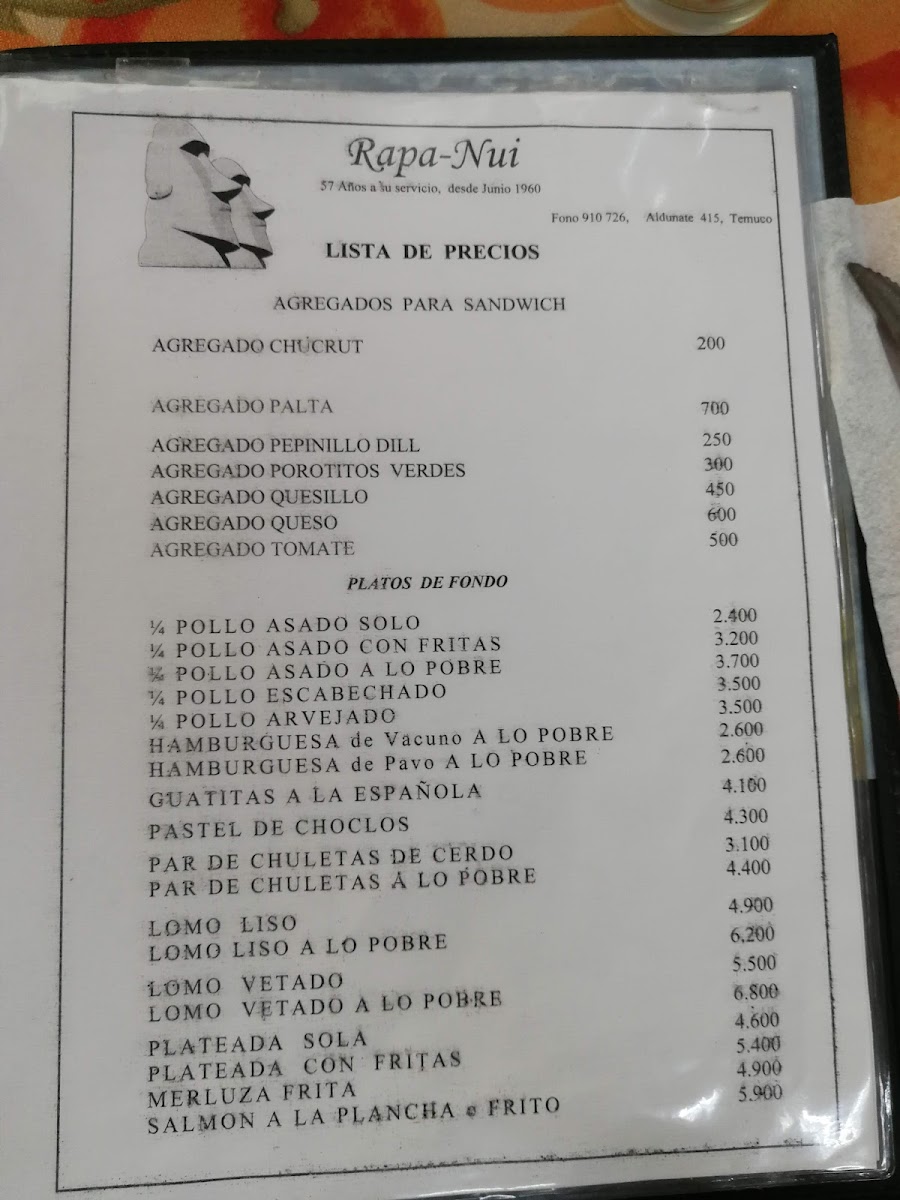 Rapa-Nui
57 Años a su servicio, desde Junio 1960
Fono 910 726, Aldunate 415, Temuco
LISTA DE PRECIOS
AGREGADOS PARA SANDWICH
AGREGADO CHUCRUT 200
AGREGADO PALTA 700
AGREGADO PEPINILLO DILL 250
AGREGADO POROTITOS VERDES 300
AGREGADO QUESILLO 450
AGREGADO QUESO 600
AGREGADO TOMATE 500
PLATOS DE FONDO
¼ POLLO ASADO SOLO 2.400
¼ POLLO ASADO CON FRITAS 3.200
¼ POLLO ASADO A LO POBRE 3.700
¼ POLLO ESCABECHADO 3.500
¼ POLLO ARVEJADO 3.500
HAMBURGUESA de Vacuno A LO POBRE 2.600
HAMBURGUESA de Pavo A LO POBRE 2.600
GUATITAS A LA ESPAÑOLA 4.100
PASTEL DE CHOCLOS 4.300
PAR DE CHULETAS DE CERDO 3.100
PAR DE CHULETAS A LO POBRE 4.400
LOMO LISO 4.900
LOMO LISO A LO POBRE 6,200
LOMO VETADO 5.500
LOMO VETADO A LO POBRE 6.800
PLATEADA SOLA 4.600
PLATEADA CON FRITAS 5.400
MERLUZA FRITA 4.900
SALMON A LA PLANCHA o FRITO 5.900